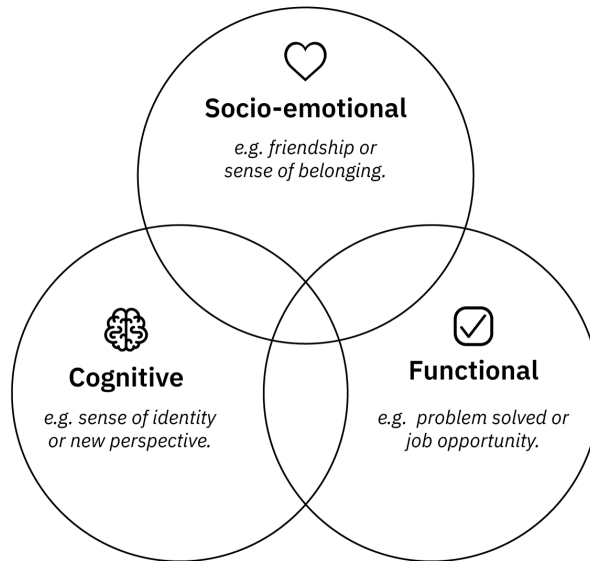 Socio-emotional
e.g. friendship or
sense of belonging.
Cognitive
e.g. sense of identity
or new perspective.
Functional
e.g. problem solved or
job opportunity.